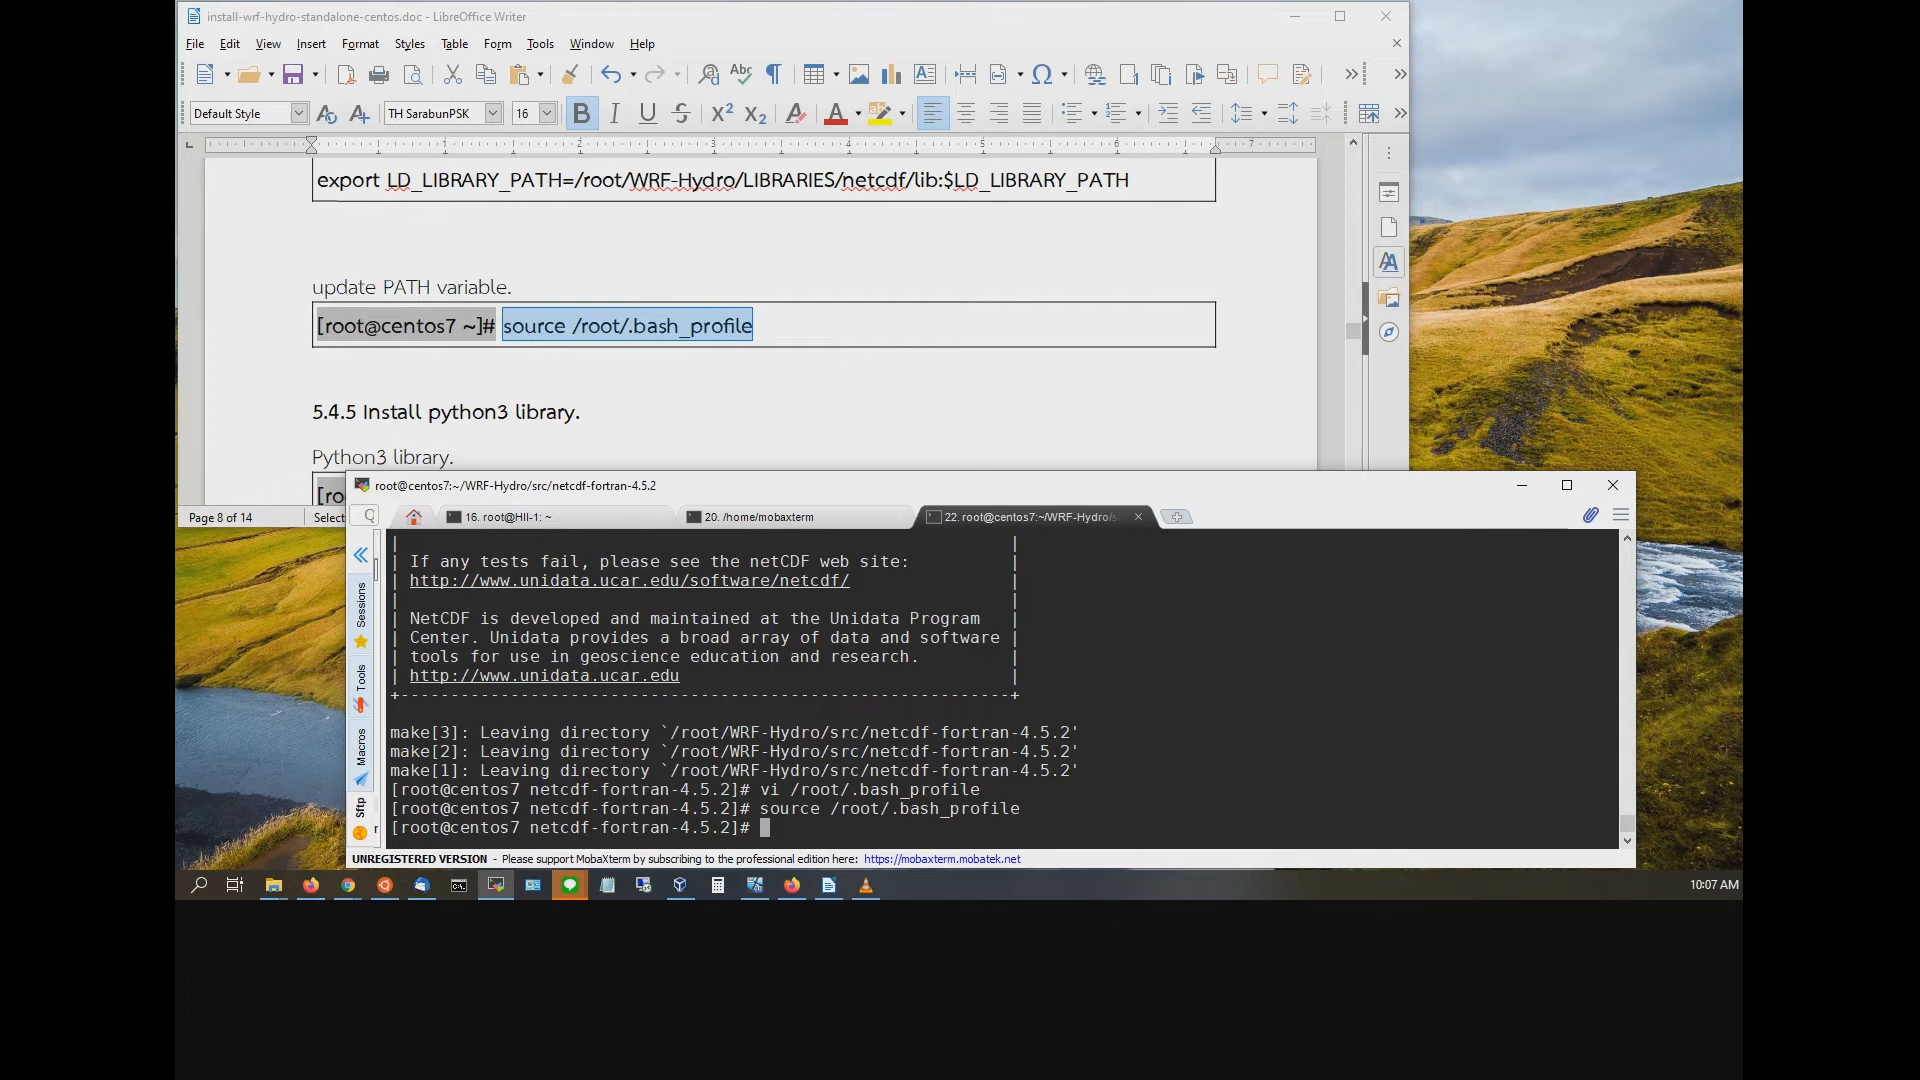 install-wrf-hydro-standalone-centos.doc - LibreOffice Writer
File Edit View Insert Format Styles Table Form Tools Window Help
Default Style TH SarabunPSK 16
1 2 3 4 5 6 7
export LD_LIBRARY_PATH=/root/WRF-Hydro/LIBRARIES/netcdf/lib:$LD_LIBRARY_PATH
update PATH variable.
[root@centos7 ~]# source /root/.bash_profile
5.4.5 Install python3 library.
Python3 library.
[ro
Page 8 of 14 Select
root@centos7:~/WRF-Hydro/src/netcdf-fortran-4.5.2
16. root@HII-1: ~ 20. /home/mobaxterm 22. root@centos7:~/WRF-Hydro/s
Sessions
Tools
Macros
Sftp
| |
| If any tests fail, please see the netCDF web site: |
| http://www.unidata.ucar.edu/software/netcdf/ |
| |
| NetCDF is developed and maintained at the Unidata Program |
| Center. Unidata provides a broad array of data and software |
| tools for use in geoscience education and research. |
| http://www.unidata.ucar.edu |
+-------------------------------------------------------------+
make[3]: Leaving directory `/root/WRF-Hydro/src/netcdf-fortran-4.5.2'
make[2]: Leaving directory `/root/WRF-Hydro/src/netcdf-fortran-4.5.2'
make[1]: Leaving directory `/root/WRF-Hydro/src/netcdf-fortran-4.5.2'
[root@centos7 netcdf-fortran-4.5.2]# vi /root/.bash_profile
[root@centos7 netcdf-fortran-4.5.2]# source /root/.bash_profile
[root@centos7 netcdf-fortran-4.5.2]#
UNREGISTERED VERSION - Please support MobaXterm by subscribing to the professional edition here: https://mobaxterm.mobatek.net
10:07 AM